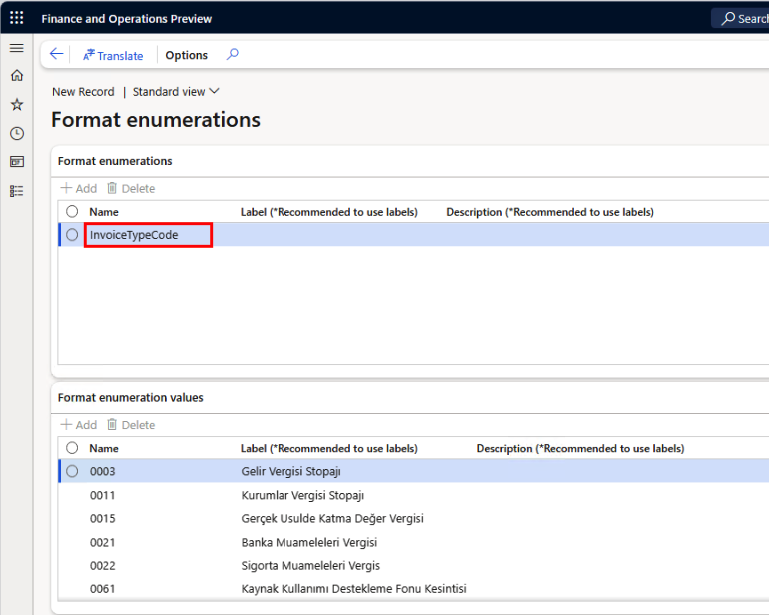 Finance and Operations Preview
Search
Translate
Options
New Record | Standard view
Format enumerations
Format enumerations
+ Add Delete
Name Label (*Recommended to use labels) Description (*Recommended to use labels)
InvoiceTypeCode
Format enumeration values
+ Add Delete
Name Label (*Recommended to use labels) Description (*Recommended to use labels)
0003 Gelir Vergisi Stopajı
0011 Kurumlar Vergisi Stopajı
0015 Gerçek Usulde Katma Değer Vergisi
0021 Banka Muameleleri Vergisi
0022 Sigorta Muameleleri Vergis
0061 Kaynak Kullanımı Destekleme Fonu Kesintisi